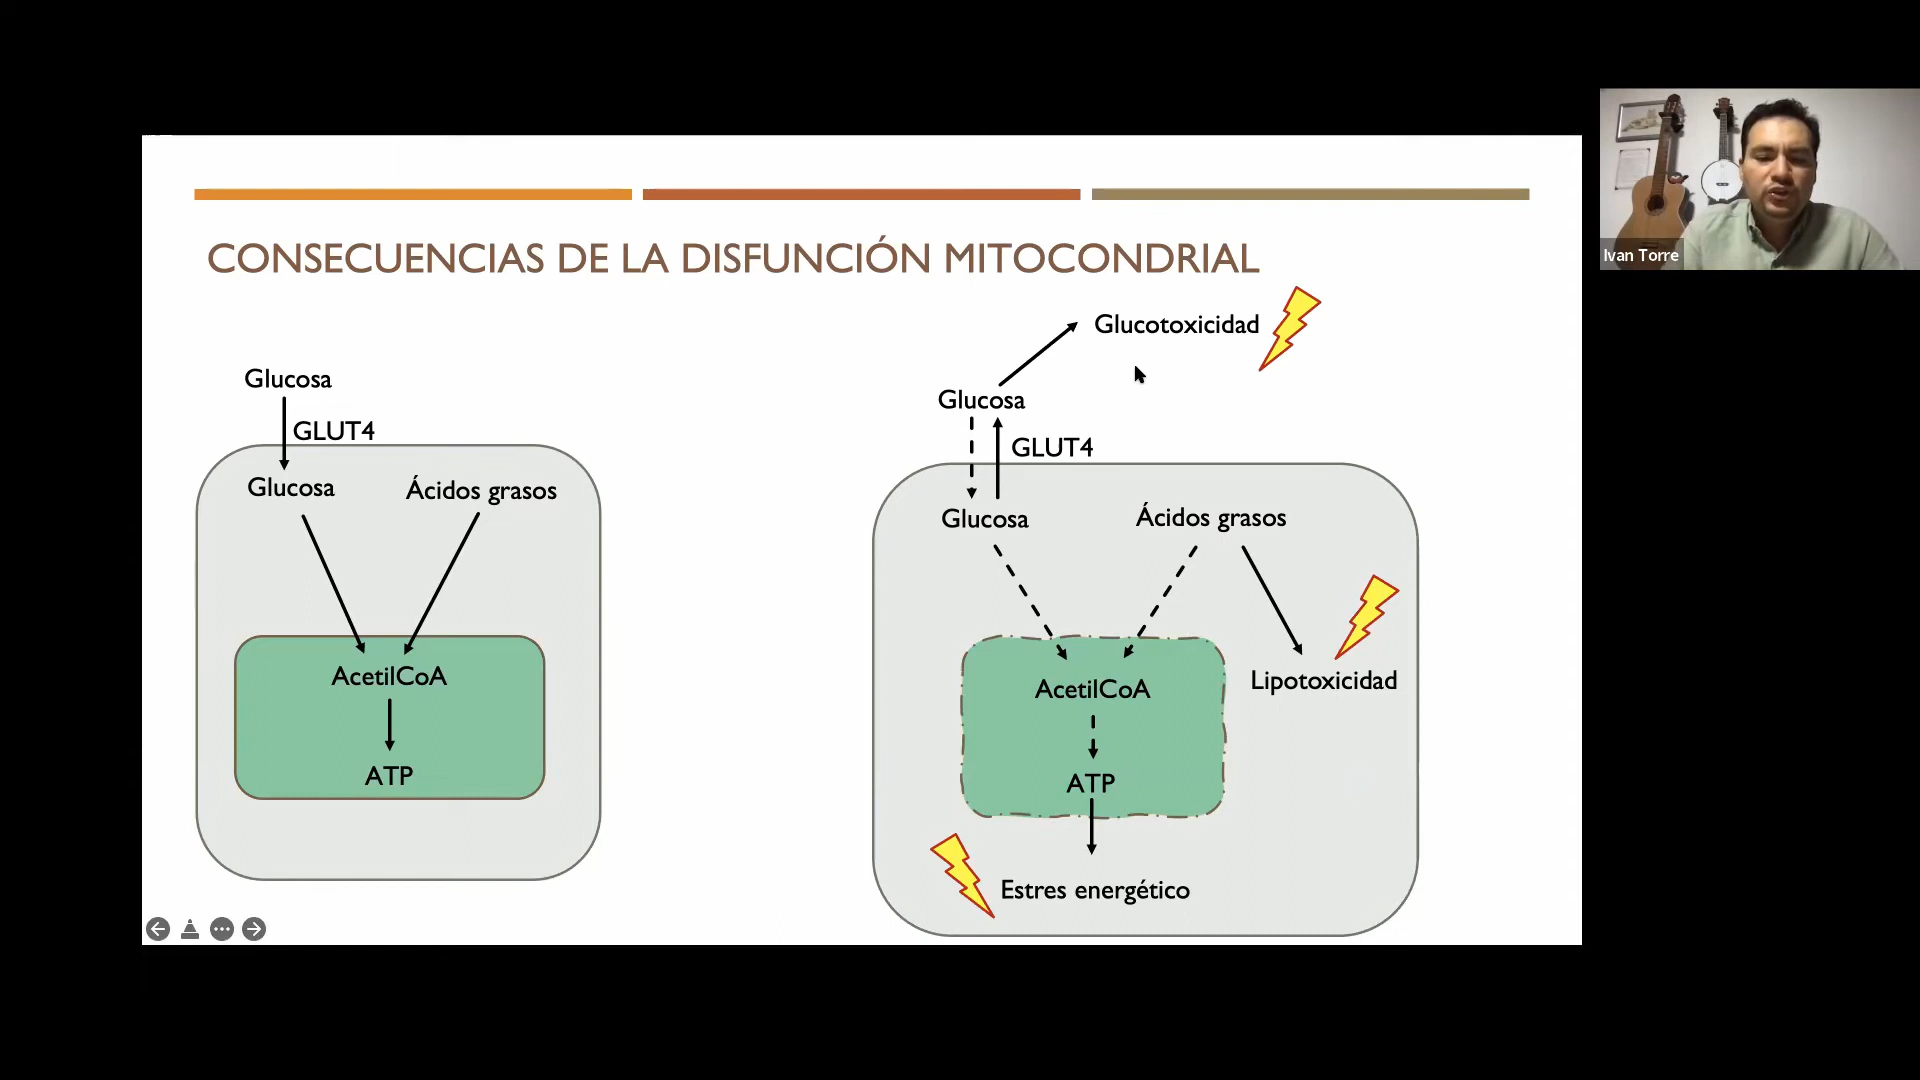 CONSECUENCIAS DE LA DISFUNCIÓN MITOCONDRIAL
Glucosa
GLUT4
Glucosa
Ácidos grasos
AcetilCoA
ATP
Glucotoxicidad
Glucosa
GLUT4
Glucosa
Ácidos grasos
AcetilCoA
Lipotoxicidad
ATP
Estres energético
Ivan Torre